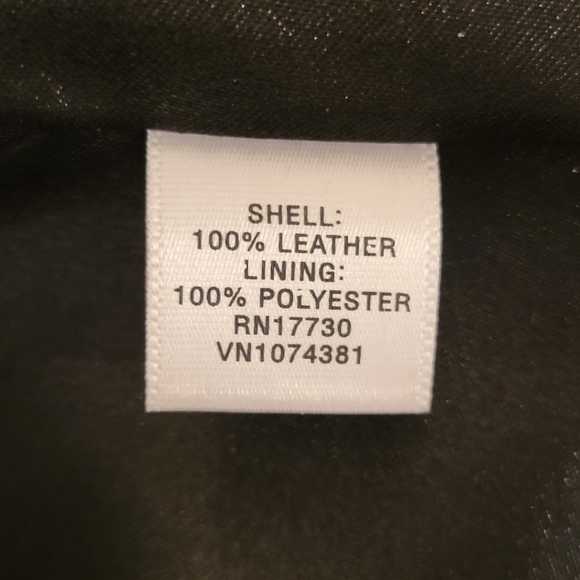 SHELL:
100% LEATHER
LINING:
100% POLYESTER
RN17730
VN1074381